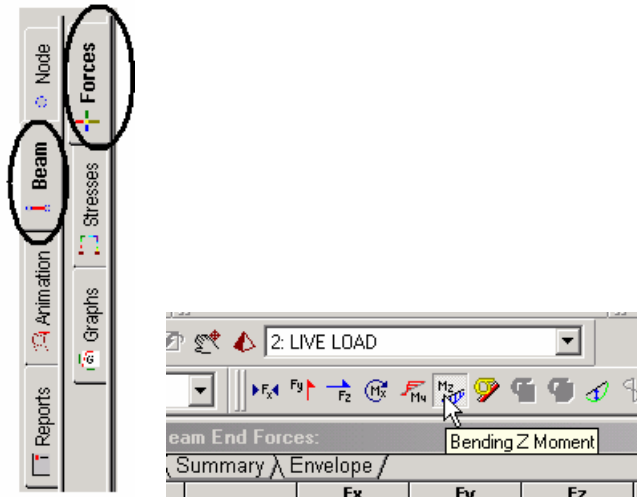 Node
Beam
Animation
Reports
Forces
Stresses
Graphs
G
2: LIVE LOAD
Fx Fy Fz Mx My Mz
eam End Forces:
Bending Z Moment
Summary Envelope
Fx Fy Fz